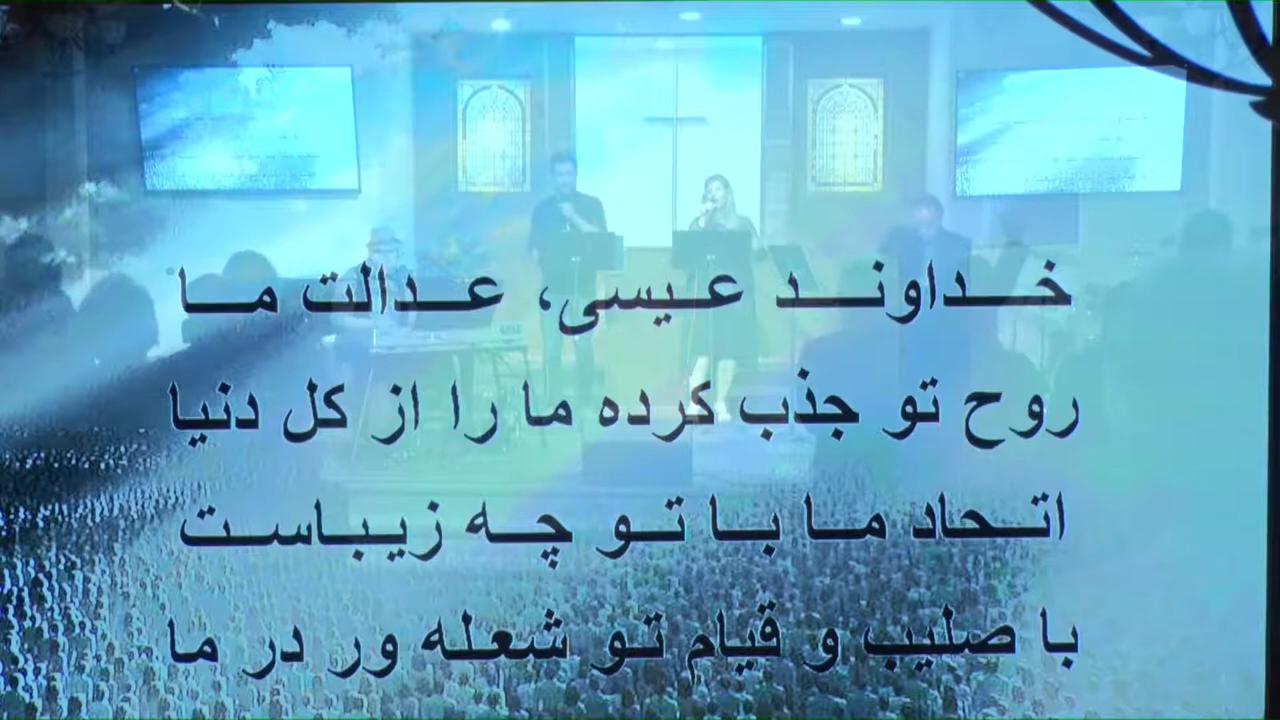 خداوند عیسی، عدالت ما
روح تو جذب کرده ما را از کل دنیا
اتحاد ما با تو چه زیباست
با صلیب و قیام تو شعله ور در ما